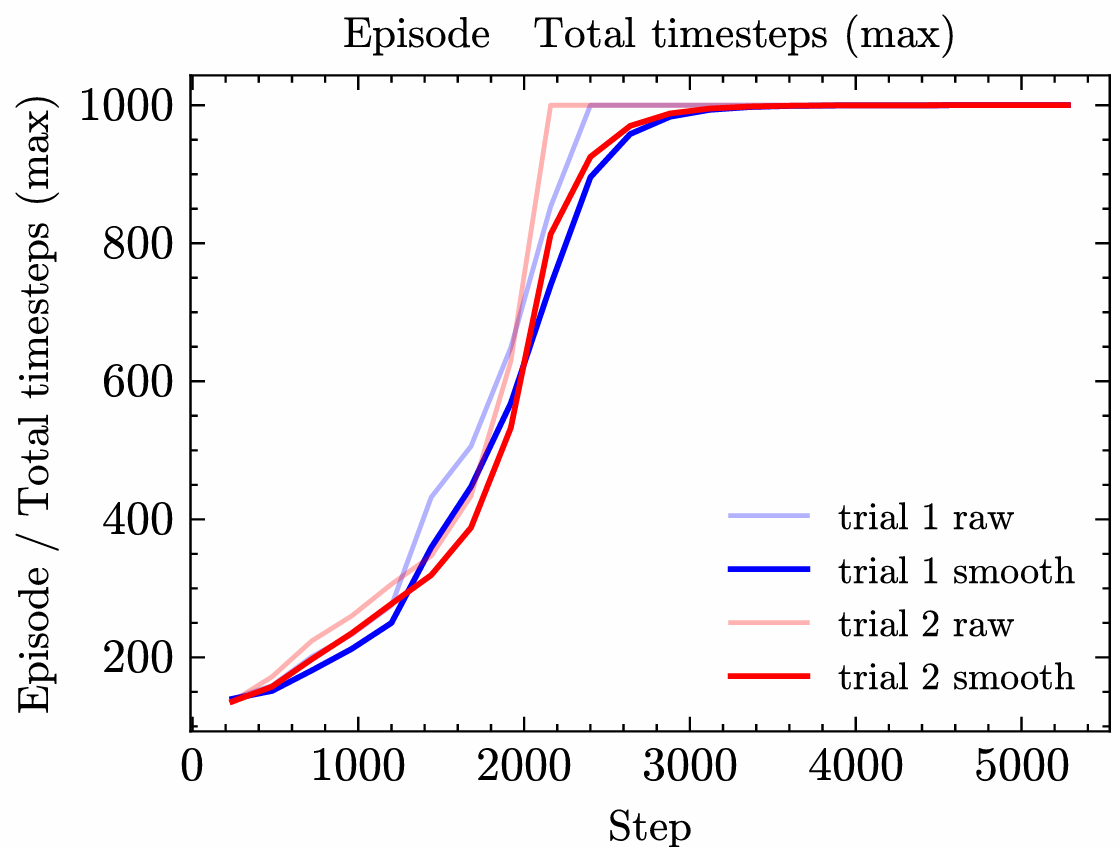 Episode Total timesteps (max)
Episode / Total timesteps (max)
1000
800
600
400
200
trial 1 raw
trial 1 smooth
trial 2 raw
trial 2 smooth
0 1000 2000 3000 4000 5000
Step